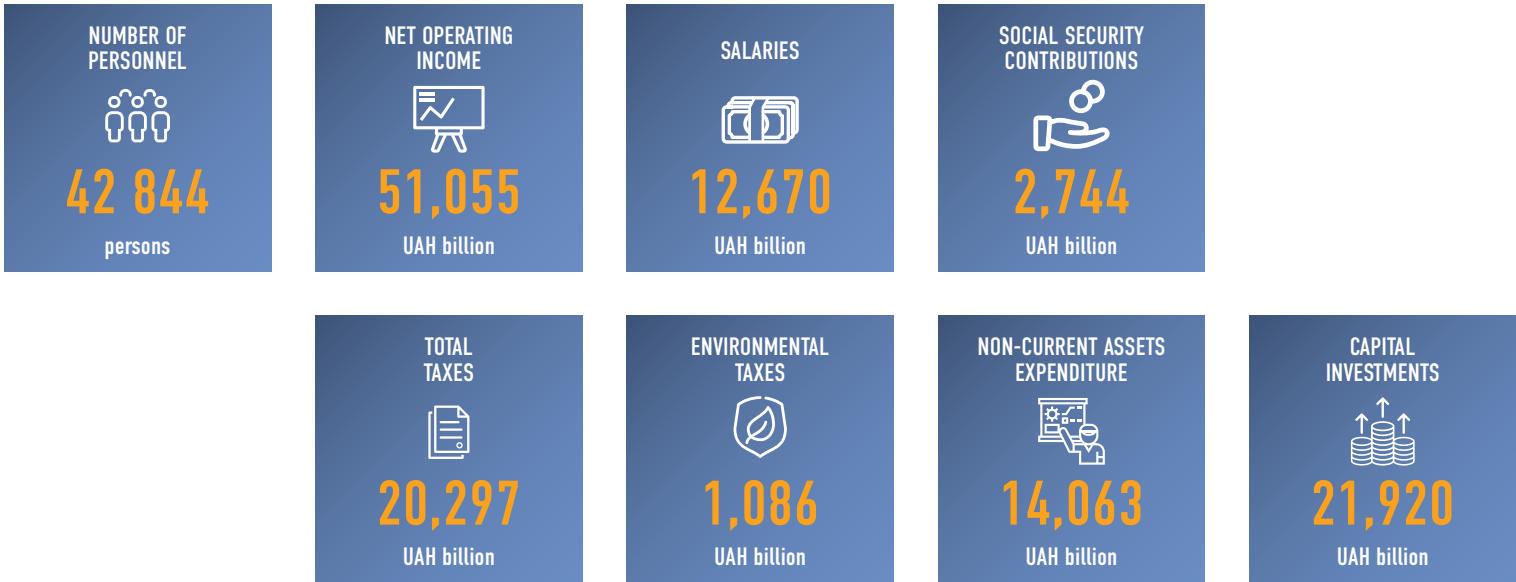 NUMBER OF
PERSONNEL
42 844
persons
NET OPERATING
INCOME
51,055
UAH billion
SALARIES
12,670
UAH billion
SOCIAL SECURITY
CONTRIBUTIONS
2,744
UAH billion
TOTAL
TAXES
20,297
UAH billion
ENVIRONMENTAL
TAXES
1,086
UAH billion
NON-CURRENT ASSETS
EXPENDITURE
14,063
UAH billion
CAPITAL
INVESTMENTS
21,920
UAH billion